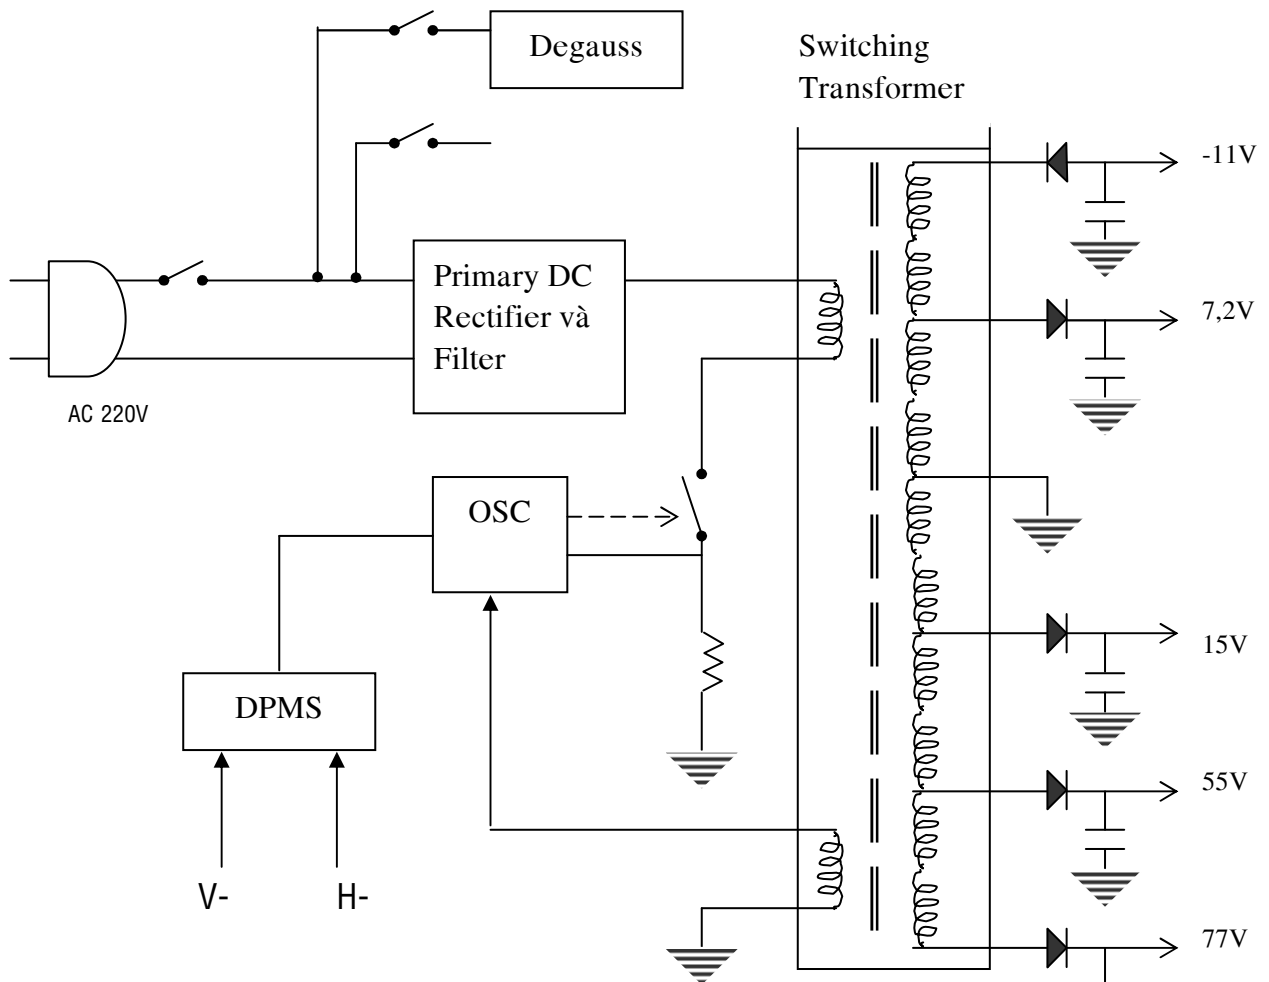 Degauss
Switching
Transformer
-11V
Primary DC
Rectifier và
Filter
7,2V
AC 220V
OSC
15V
DPMS
55V
V-
H-
77V